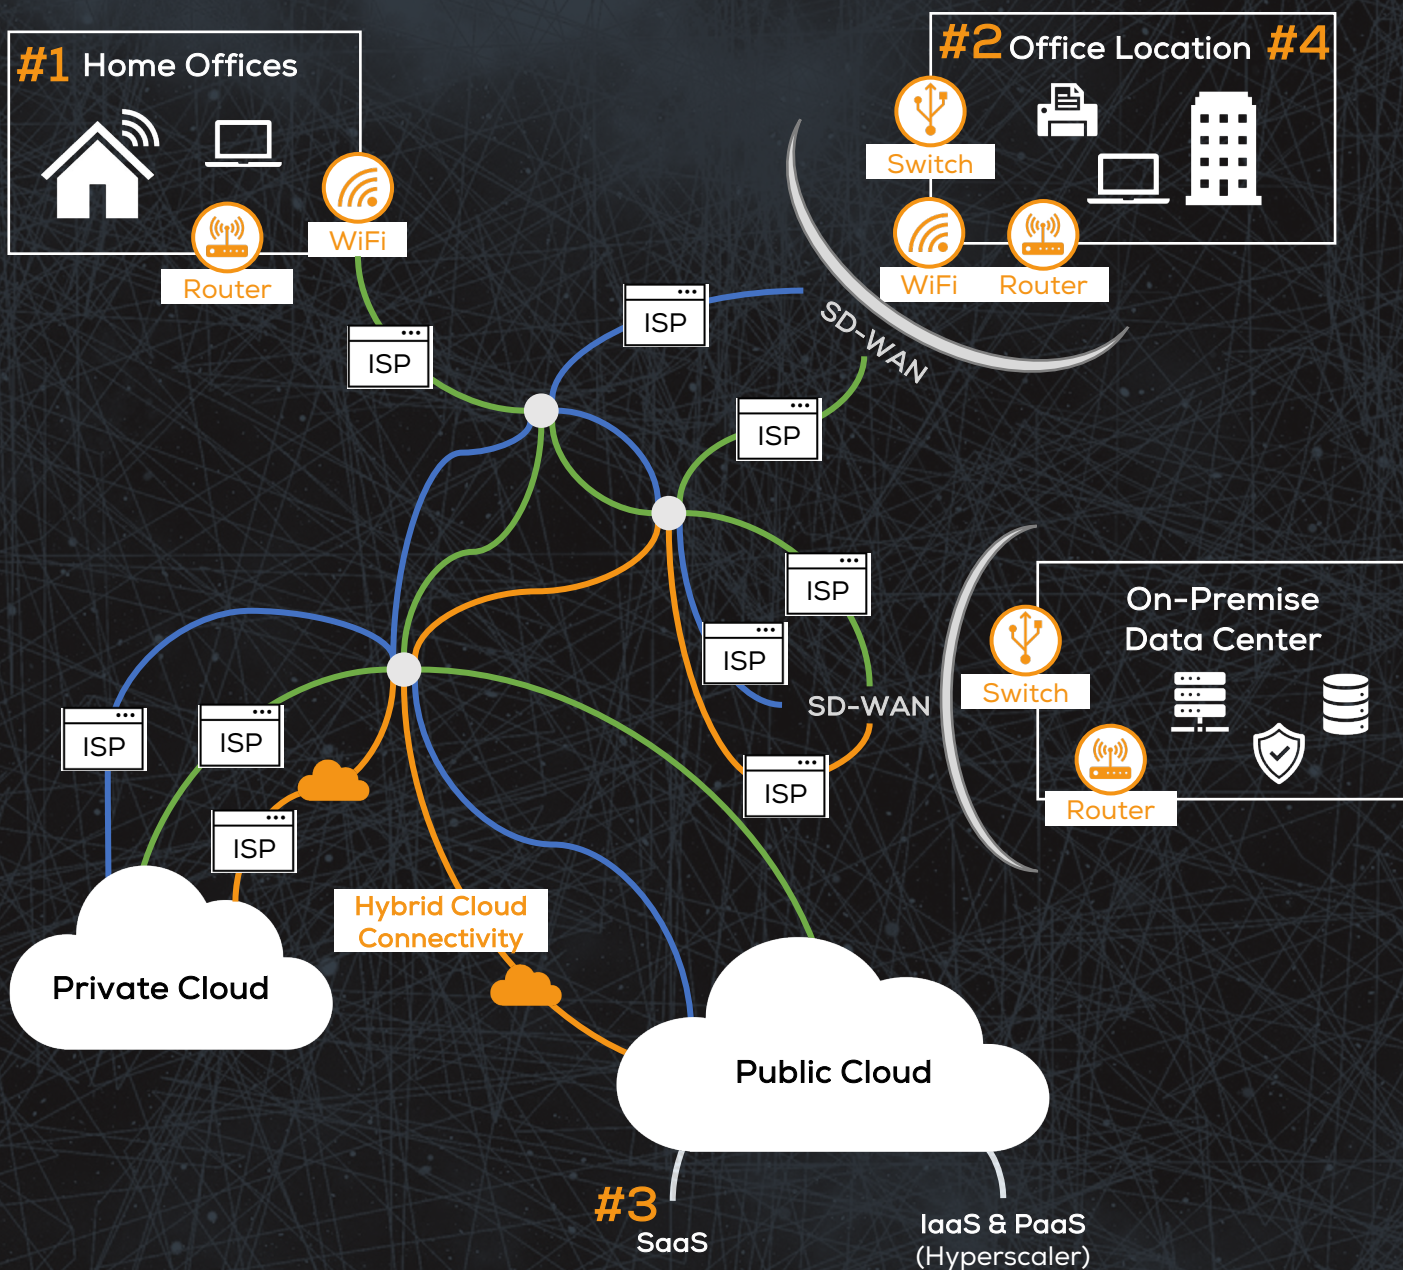 #1 Home Offices
WiFi
Router
#2 Office Location #4
Switch
WiFi
Router
ISP
ISP
SD-WAN
ISP
ISP
ISP
SD-WAN
ISP
On-Premise
Data Center
Switch
Router
ISP
ISP
ISP
Hybrid Cloud
Connectivity
Private Cloud
Public Cloud
#3
SaaS
IaaS & PaaS
(Hyperscaler)